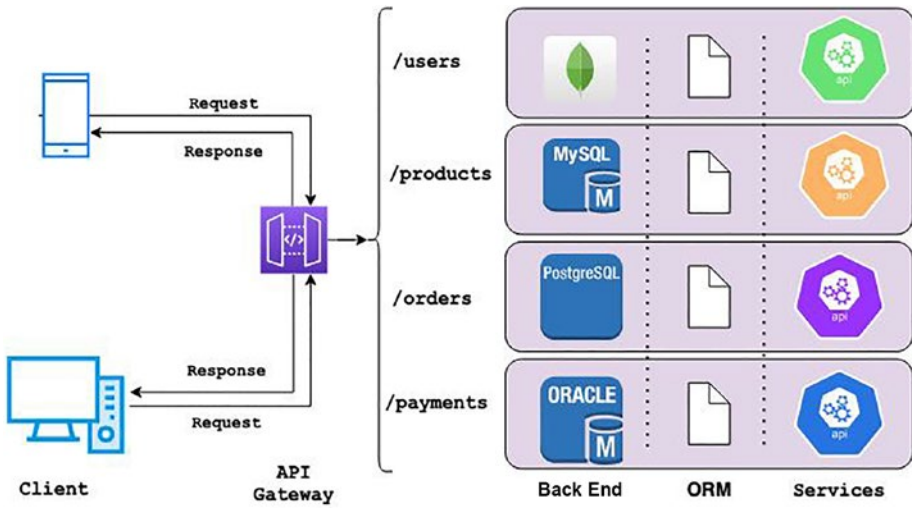 Request
Response
Response
Request
Client
API
Gateway
/users
/products
/orders
/payments
MySQL
M
PostgreSQL
ORACLE
M
api
api
api
api
Back End
ORM
Services